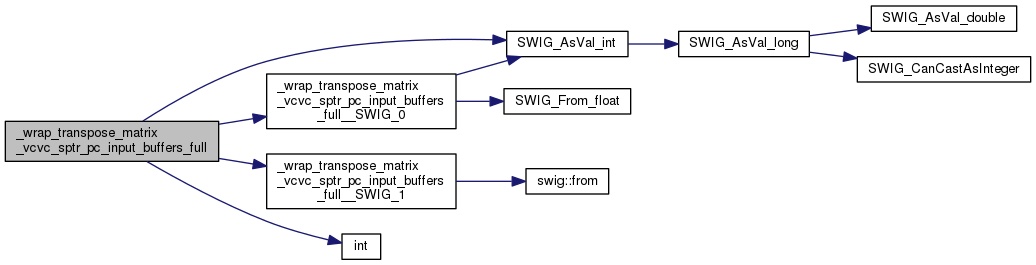 _wrap_transpose_matrix
_vcvc_sptr_pc_input_buffers_full
_wrap_transpose_matrix
_vcvc_sptr_pc_input_buffers
_full__SWIG_0
_wrap_transpose_matrix
_vcvc_sptr_pc_input_buffers
_full__SWIG_1
int
SWIG_AsVal_int
SWIG_From_float
swig::from
SWIG_AsVal_long
SWIG_AsVal_double
SWIG_CanCastAsInteger